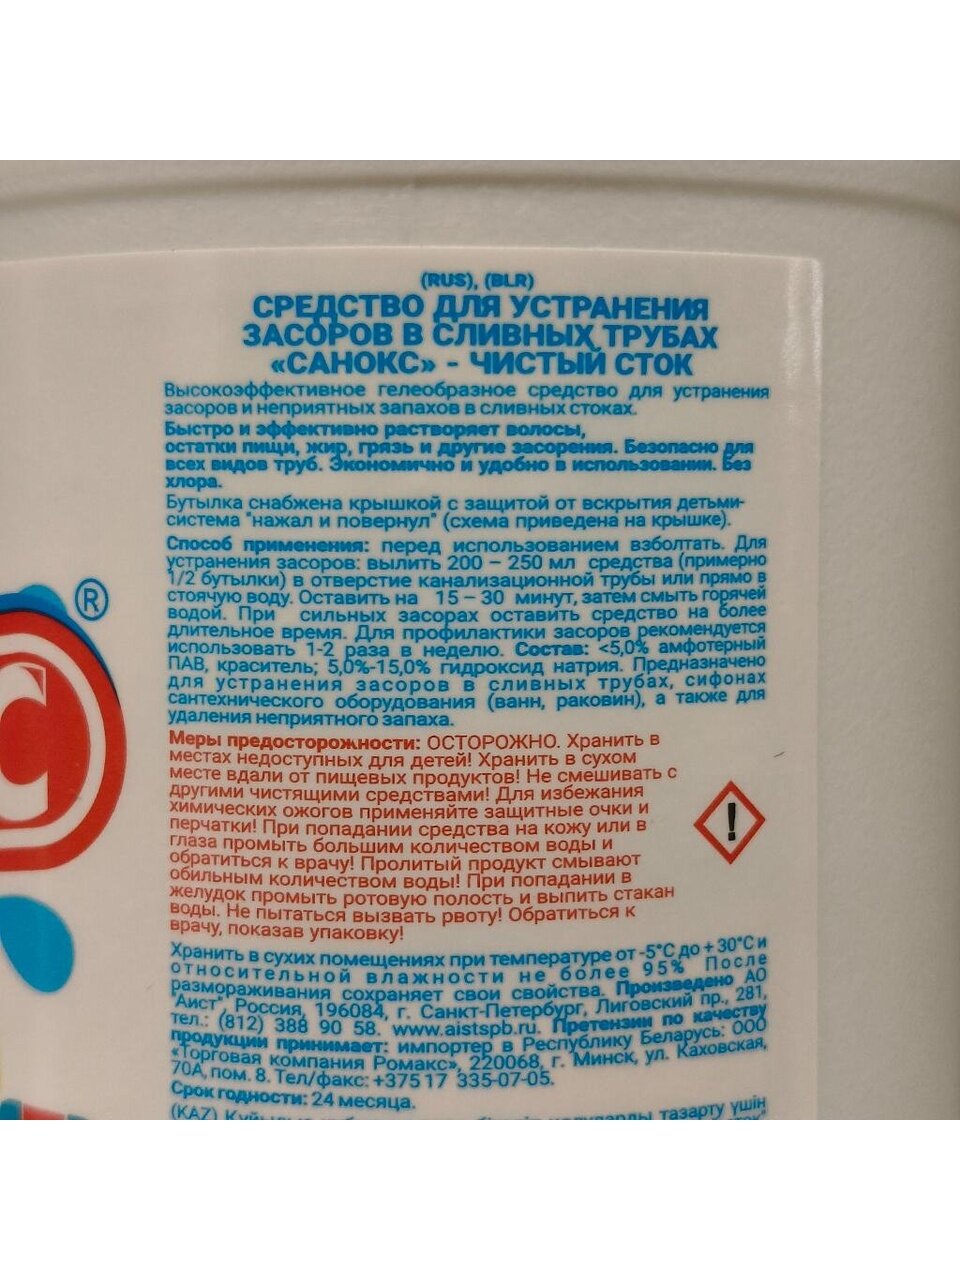 (RUS), (BLR)
СРЕДСТВО ДЛЯ УСТРАНЕНИЯ
ЗАСОРОВ В СЛИВНЫХ ТРУБАХ
«САНОКС» - ЧИСТЫЙ СТОК
Высокоэффективное гелеобразное средство для устранения
засоров и неприятных запахов в сливных стоках.
Быстро и эффективно растворяет волосы,
остатки пищи, жир, грязь и другие засорения. Безопасно для
всех видов труб. Экономично и удобно в использовании. Без
хлора.
Бутылка снабжена крышкой с защитой от вскрытия детьми-
система "нажал и повернул" (схема приведена на крышке).
Способ применения: перед использованием взболтать. Для
устранения засоров: вылить 200 – 250 мл средства (примерно
1/2 бутылки) в отверстие канализационной трубы или прямо в
стоячую воду. Оставить на 15 – 30 минут, затем смыть горячей
водой. При сильных засорах оставить средство на более
длительное время. Для профилактики засоров рекомендуется
использовать 1-2 раза в неделю. Состав: <5,0% амфотерный
ПАВ, краситель; 5,0%-15,0% гидроксид натрия. Предназначено
для устранения засоров в сливных трубах, сифонах
сантехнического оборудования (ванн, раковин), а также для
удаления неприятного запаха.
®
С
Меры предосторожности: ОСТОРОЖНО. Хранить в
местах недоступных для детей! Хранить в сухом
месте вдали от пищевых продуктов! Не смешивать с
другими чистящими средствами! Для избежания
химических ожогов применяйте защитные очки и
перчатки! При попадании средства на кожу или в
глаза промыть большим количеством воды и
обратиться к врачу! Пролитый продукт смывают
обильным количеством воды! При попадании в
желудок промыть ротовую полость и выпить стакан
воды. Не пытаться вызвать рвоту! Обратиться к
врачу, показав упаковку!
Хранить в сухих помещениях при температуре от -5°С до + 30°С и
относительной влажности не более 95% После
размораживания сохраняет свои свойства. Произведено АО
"Аист", Россия, 196084, г. Санкт-Петербург, Лиговский пр., 281,
тел.: (812) 388 90 58. www.aistspb.ru. Претензии по качеству
продукции принимает: импортер в Республику Беларусь: ООО
«Торговая компания Ромакс», 220068, г. Минск, ул. Каховская,
70А, пом. 8. Тел/факс: +375 17 335-07-05.
Срок годности: 24 месяца.